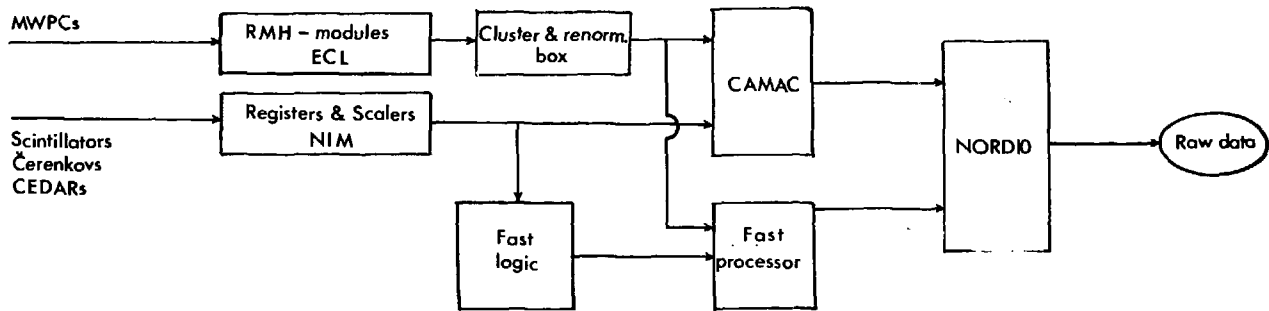 MWPCs
RMH - modules
ECL
Cluster & renorm.
box
CAMAC
Registers & Scalers
NIM
Scintillators
Čerenkovs
CEDARs
NORD10
Raw data
Fast
logic
Fast
processor